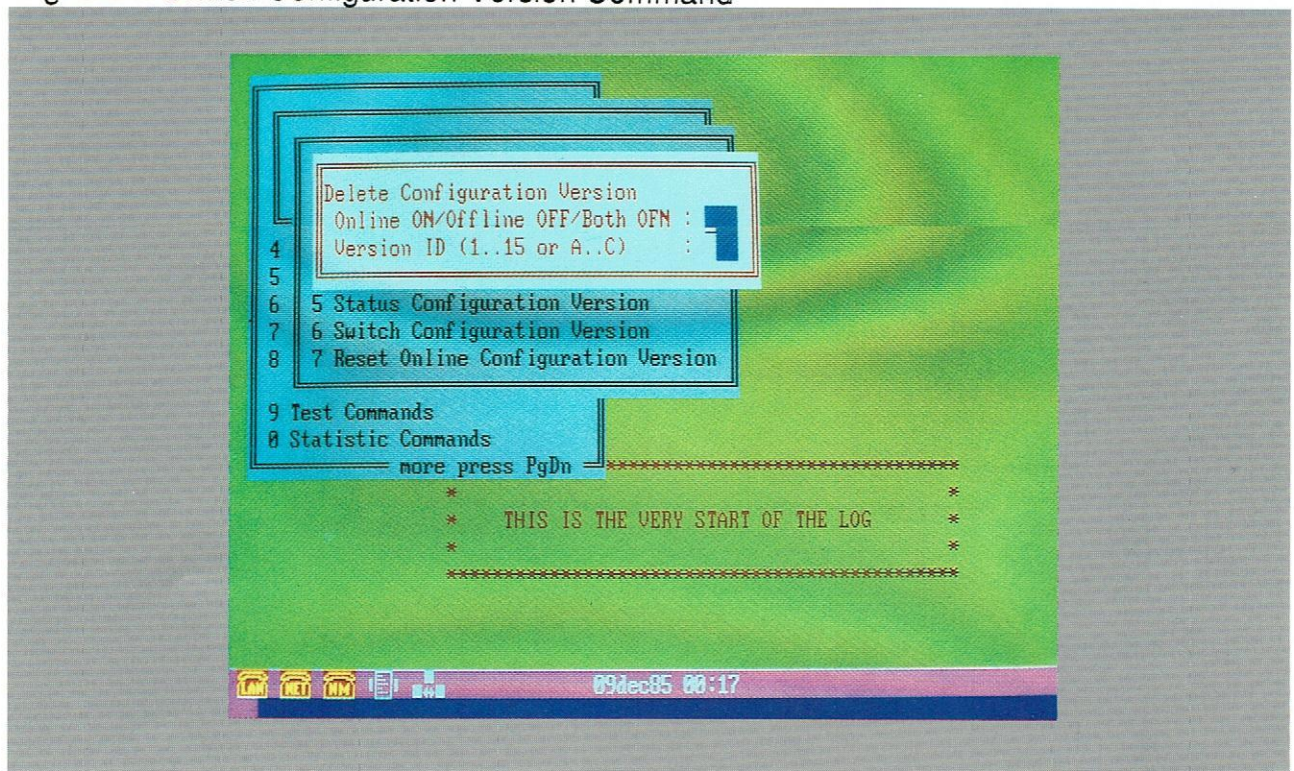 Configuration Version Command
Delete Configuration Version
Online ON/Offline OFF/Both OFN :
Version ID (1..15 or A..C) :
4
5
6 5 Status Configuration Version
7 6 Switch Configuration Version
8 7 Reset Online Configuration Version
9 Test Commands
0 Statistic Commands
more press PgDn
THIS IS THE VERY START OF THE LOG
LAN NET NM 09dec85 00:17